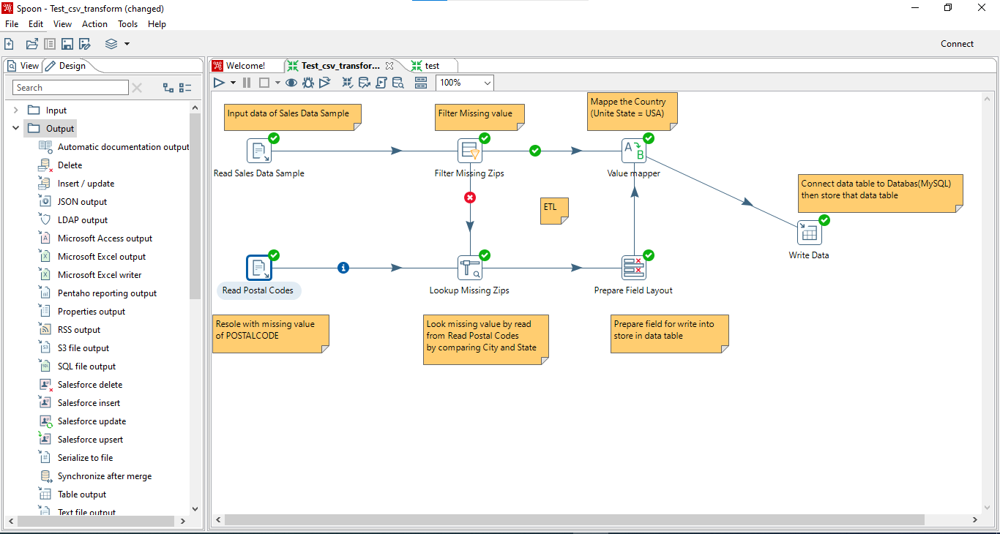 Spoon - Test_csv_transform (changed)
File Edit View Action Tools Help
Connect
View Design
Search
Input
Output
Automatic documentation output
Delete
Insert / update
JSON output
LDAP output
Microsoft Access output
Microsoft Excel output
Microsoft Excel writer
Pentaho reporting output
Properties output
RSS output
S3 file output
SQL file output
Salesforce delete
Salesforce insert
Salesforce update
Salesforce upsert
Serialize to file
Synchronize after merge
Table output
Text file output
Welcome! Test_csv_transfor... test
100%
Input data of Sales Data Sample
Filter Missing value
Mappe the Country
(Unite State = USA)
Read Sales Data Sample
Filter Missing Zips
A
B
Value mapper
ETL
Connect data table to Databas(MySQL)
then store that data table
Write Data
Read Postal Codes
Lookup Missing Zips
Prepare Field Layout
Resole with missing value
of POSTALCODE
Look missing value by read
from Read Postal Codes
by comparing City and State
Prepare field for write into
store in data table